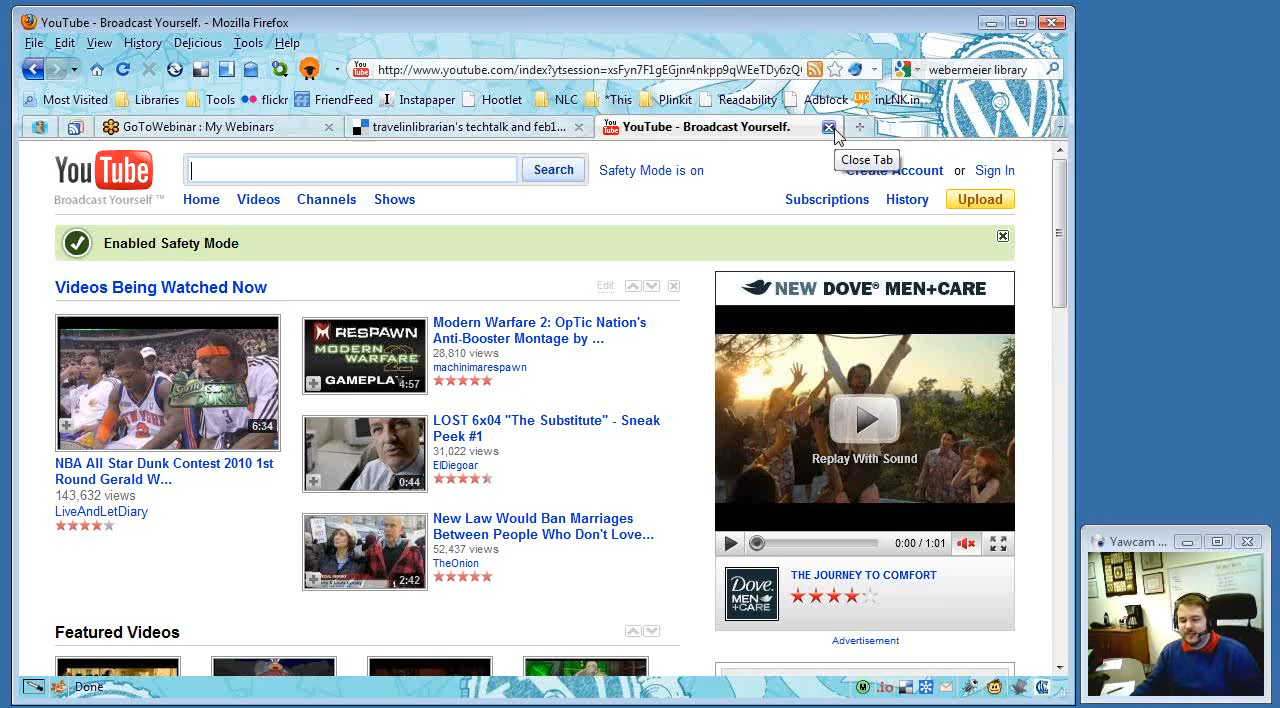 YouTube - Broadcast Yourself. - Mozilla Firefox
File Edit View History Delicious Tools Help
http://www.youtube.com/index?ytsession=xsFyn7F1gEGjnr4nkpp9qWEeTDy6zQ
webermeier library
Most Visited Libraries Tools flickr FriendFeed Instapaper Hootlet NLC *This Plinkit Readability Adblock inLNK.in
GoToWebinar : My Webinars
travelinlibrarian's techtalk and feb1...
YouTube - Broadcast Yourself.
Close Tab
YouTube
Broadcast Yourself ™
Search
Safety Mode is on
Create Account or Sign In
Home Videos Channels Shows
Subscriptions History Upload
Enabled Safety Mode
Videos Being Watched Now
Edit
6:34
NBA All Star Dunk Contest 2010 1st
Round Gerald W...
143,632 views
LiveAndLetDiary
RESPAWN
MODERN
WARFARE 2
GAMEPLAY
4:57
Modern Warfare 2: OpTic Nation's
Anti-Booster Montage by ...
28,810 views
machinimarespawn
0:44
LOST 6x04 "The Substitute" - Sneak
Peek #1
31,022 views
ElDiegoar
2:42
New Law Would Ban Marriages
Between People Who Don't Love...
52,437 views
TheOnion
Featured Videos
NEW DOVE® MEN+CARE
Replay With Sound
0:00 / 1:01
Dove
MEN
+CARE
THE JOURNEY TO COMFORT
Advertisement
Yawcam ...
Done